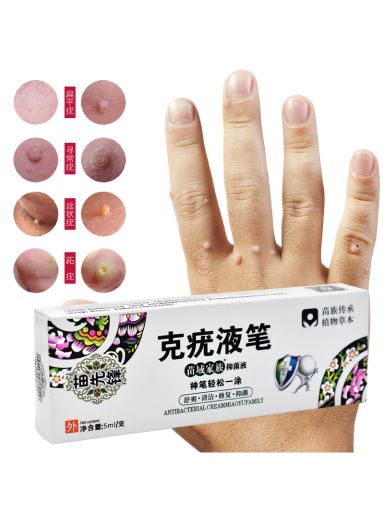 扁平疣
寻常疣
丝状疣
跖疣
苗族传承
植物草本
苗先锋
克疣液笔
苗域家族®抑菌液
神笔轻松一涂
舒爽·清洁·修复·抑菌
ANTIBACTERIAL CREAMMIAOYUFAMILY
外
Net content
净含量:5ml/支